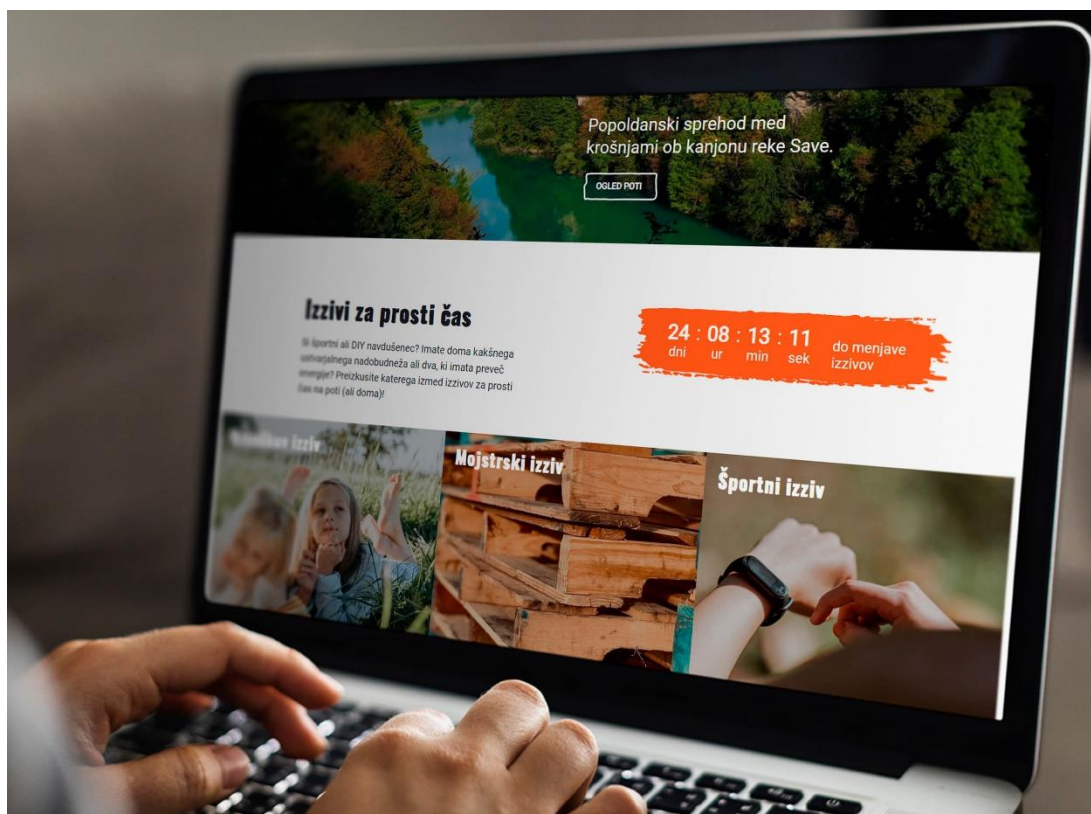 Popoldanski sprehod med
krošnjami ob kanjonu reke Save.
OGLED POTI
Izzivi za prosti čas
Si športni ali DIY navdušenec? Imate doma kakšnega
ustvarjalnega nadobudneža ali dva, ki imata preveč
energije? Preizkusite katerega izmed izzivov za prosti
čas na poti (ali doma)!
24 : 08 : 13 : 11
dni ur min sek
do menjave
izzivov
izziv
Mojstrski izziv
Športni izziv